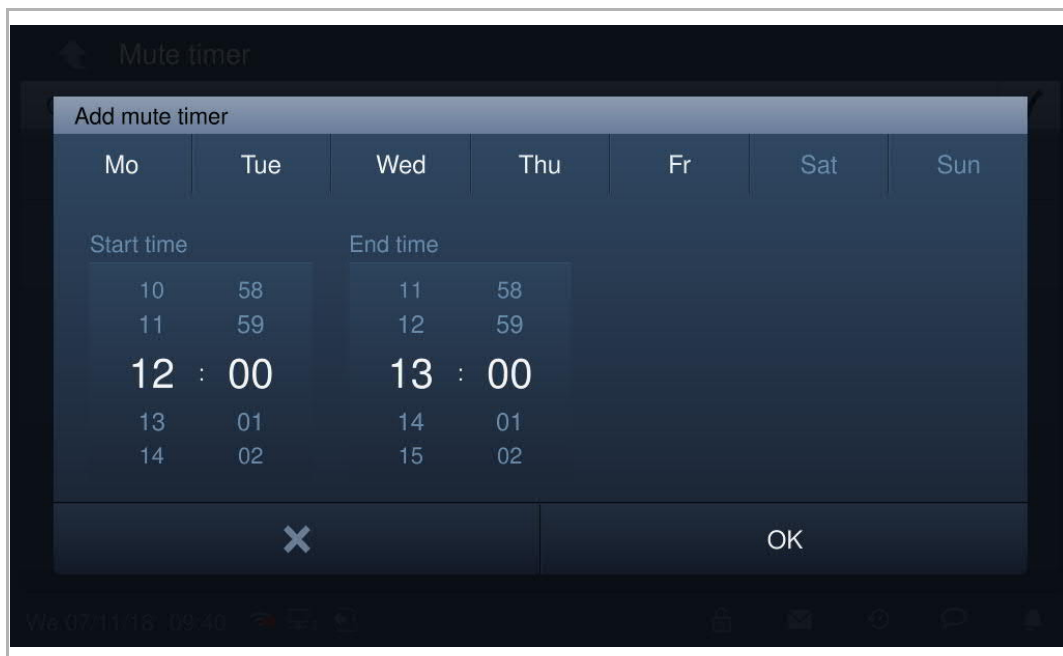 Mute timer
Add mute timer
Mo Tue Wed Thu Fr Sat Sun
Start time End time
10 58 11 58
11 59 12 59
12 : 00 13 : 00
13 01 14 01
14 02 15 02
OK
We 07/11/18 09:40